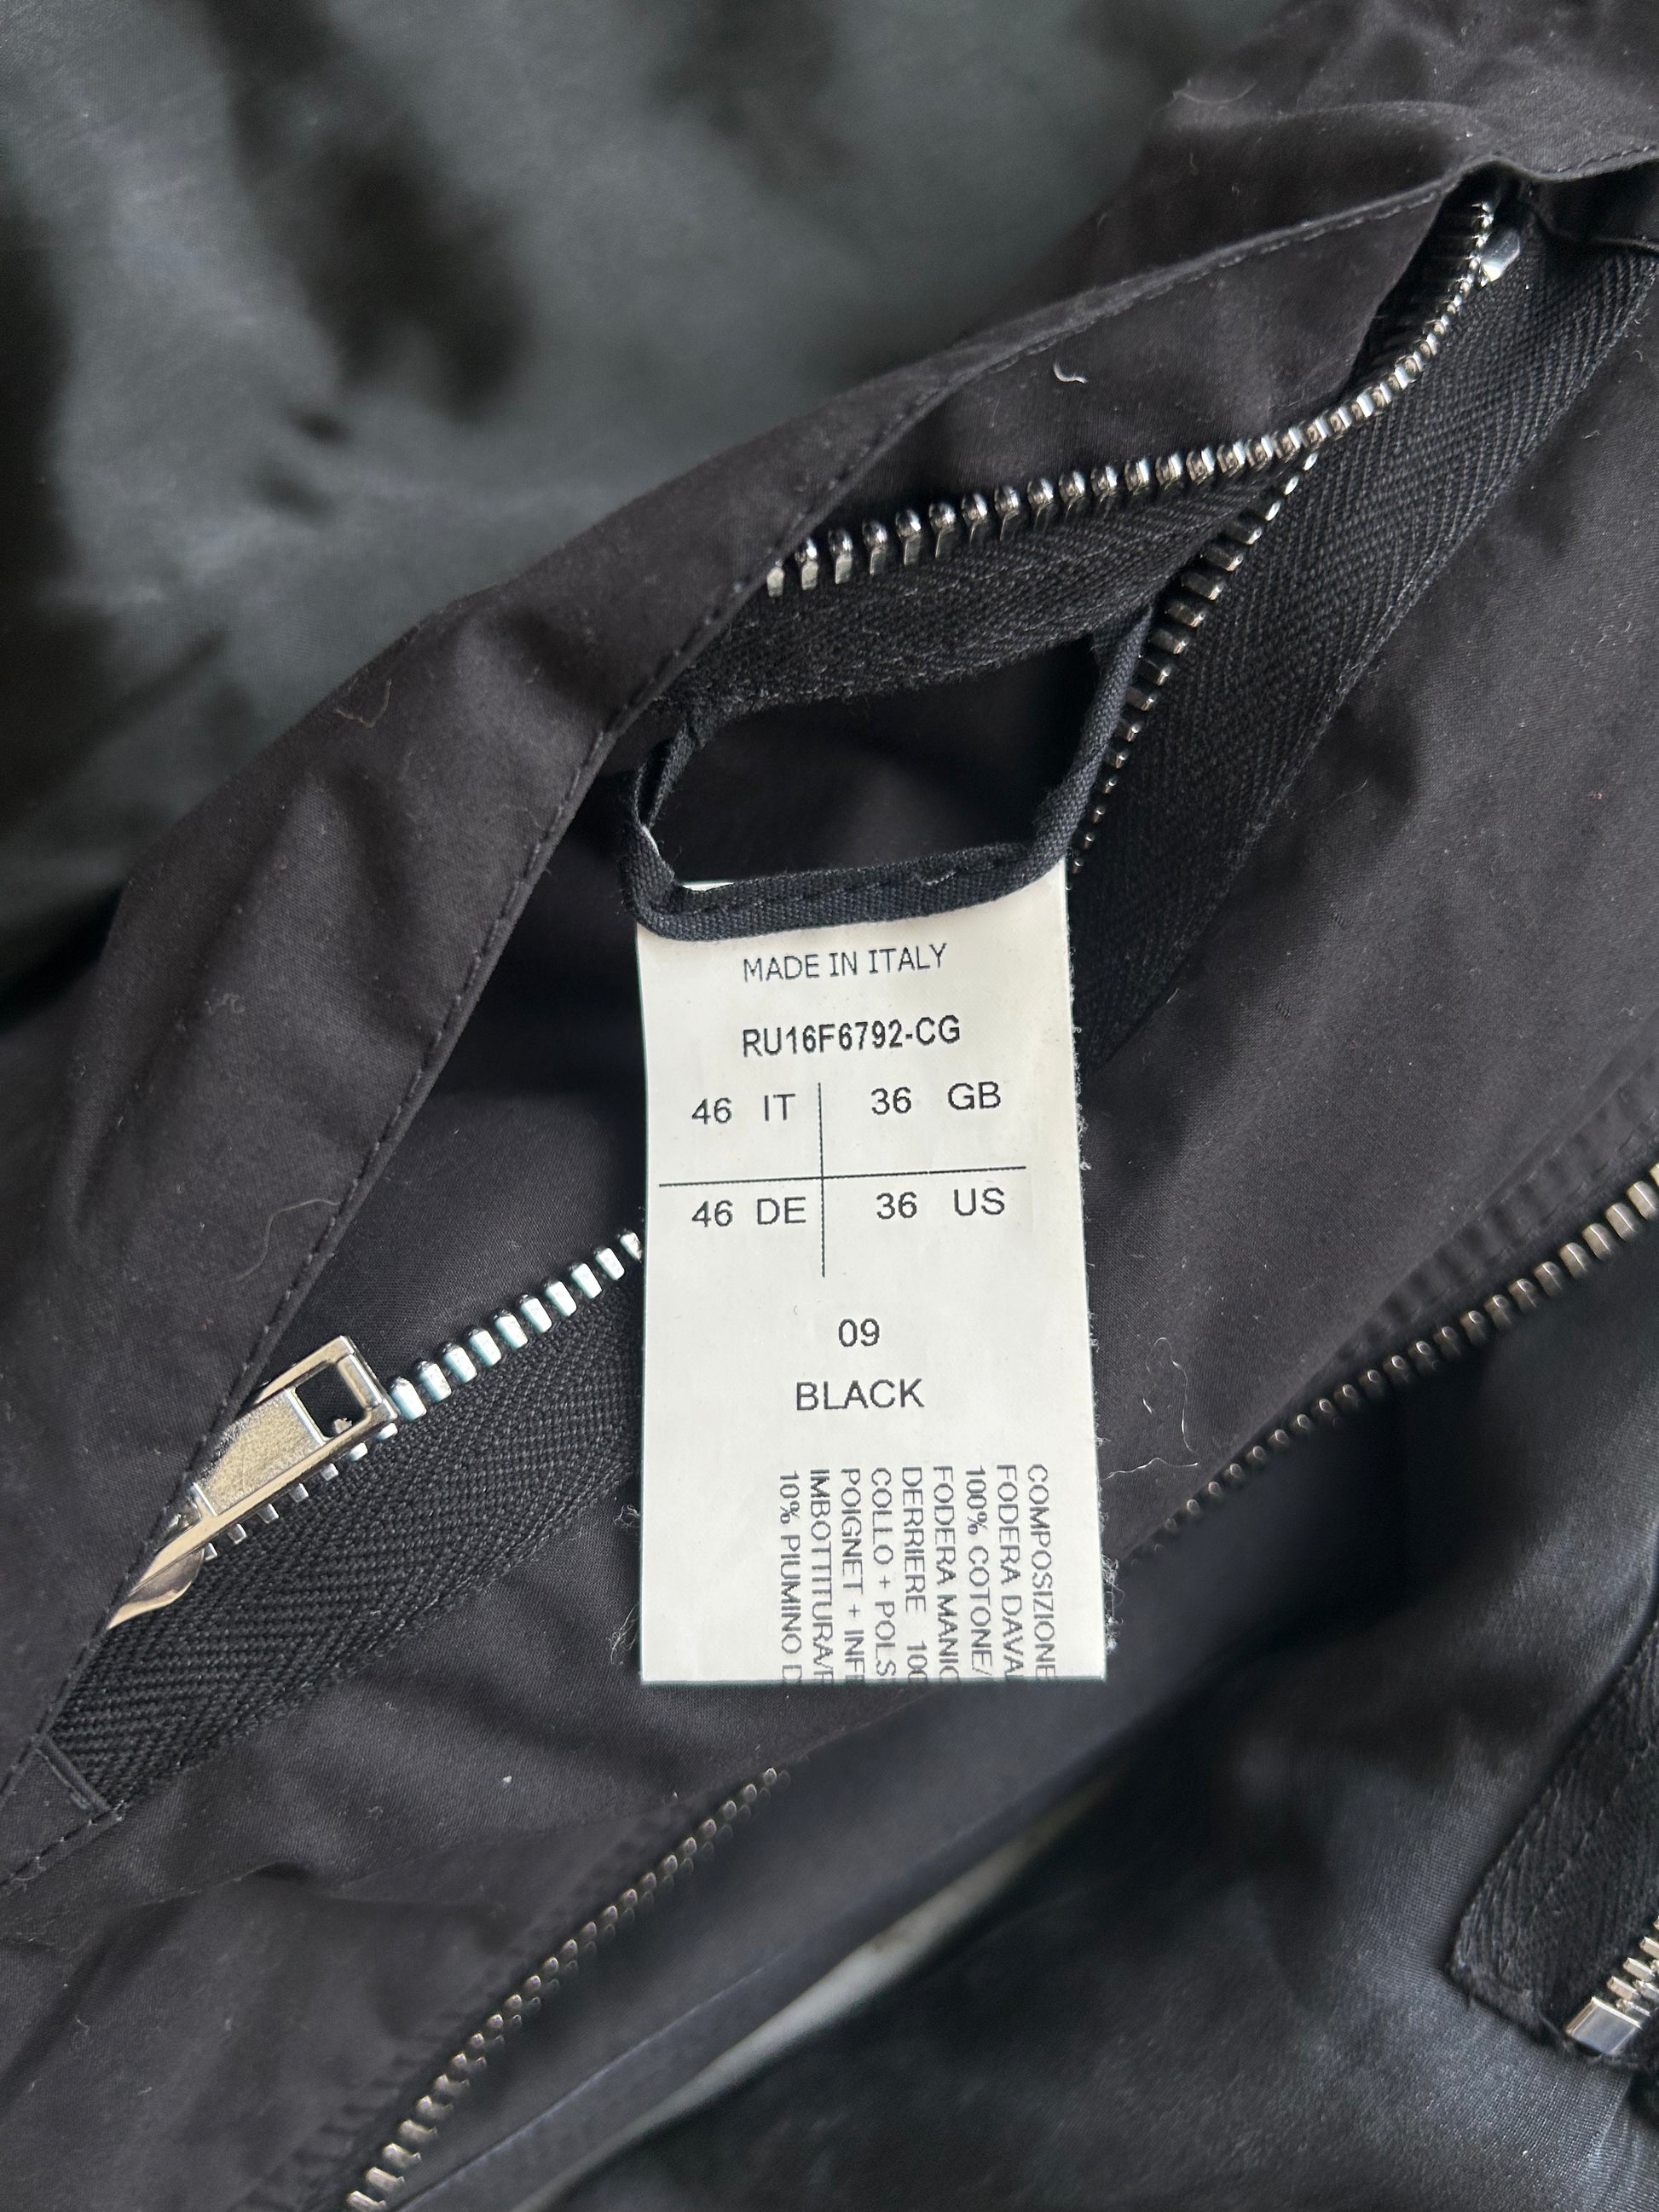 MADE IN ITALY
RU16F6792-CG
46 IT 36 GB
46 DE 36 US
09
BLACK
COMPOSIZIONE
FODERA DAVA
100% COTONE/
FODERA MANIC
DERRIERE 100
COLLO + POLS
POIGNET + INF
IMBOTTITURA/
10% PIUMINO D